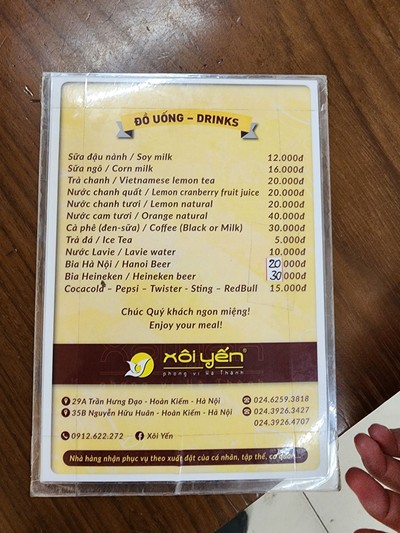 ĐỒ UỐNG – DRINKS
Sữa đậu nành / Soy milk 12.000đ
Sữa ngô / Corn milk 16.000đ
Trà chanh / Vietnamese lemon tea 20.000đ
Nước chanh quất / Lemon cranberry fruit juice 20.000đ
Nước chanh tươi / Lemon natural 20.000đ
Nước cam tươi / Orange natural 40.000đ
Cà phê (đen-sữa) / Coffee (Black or Milk) 30.000đ
Trà đá / Ice Tea 5.000đ
Nước Lavie / Lavie water 10.000đ
Bia Hà Nội / Hanoi Beer 20.000đ
Bia Heineken / Heineken beer 30.000đ
Cocacola – Pepsi – Twister - Sting – RedBull 15.000đ
Chúc Quý khách ngon miệng!
Enjoy your meal!
xôi yến®
phong vị Hà Thành
29A Trần Hưng Đạo - Hoàn Kiếm - Hà Nội 024.6259.3818
35B Nguyễn Hữu Huân - Hoàn Kiếm - Hà Nội 024.3926.3427
024.3926.4707
0912.622.272 Xôi Yến
Nhà hàng nhận phục vụ theo xuất đặt của cá nhân, tập thể, cơ quan ...